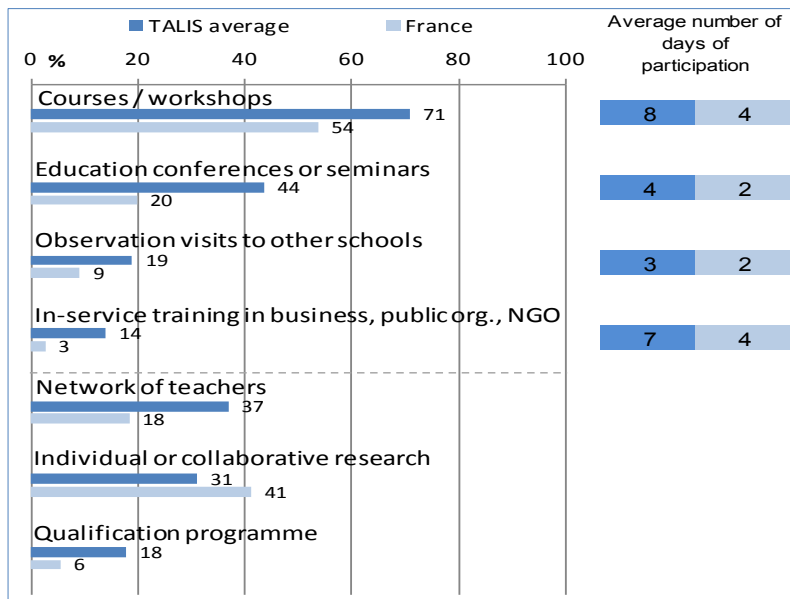 TALIS average France
0 % 20 40 60 80 100
Average number of
days of
participation
Courses / workshops
71
54
8 4
Education conferences or seminars
44
20
4 2
Observation visits to other schools
19
9
3 2
In-service training in business, public org., NGO
14
3
7 4
Network of teachers
37
18
Individual or collaborative research
31
41
Qualification programme
18
6